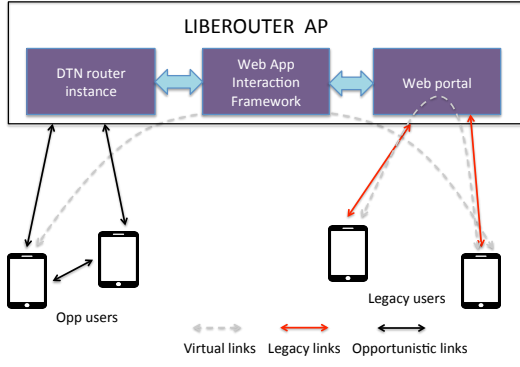 LIBEROUTER AP
DTN router
instance
Web App
Interaction
Framework
Web portal
Opp users
Legacy users
Virtual links
Legacy links
Opportunistic links